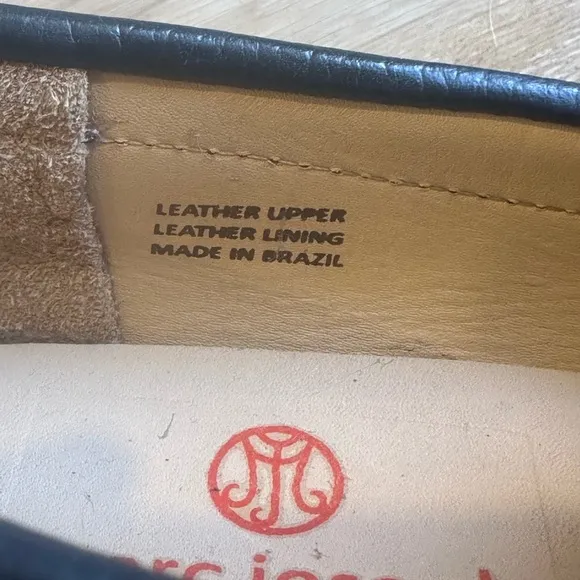 LEATHER UPPER
LEATHER LINING
MADE IN BRAZIL